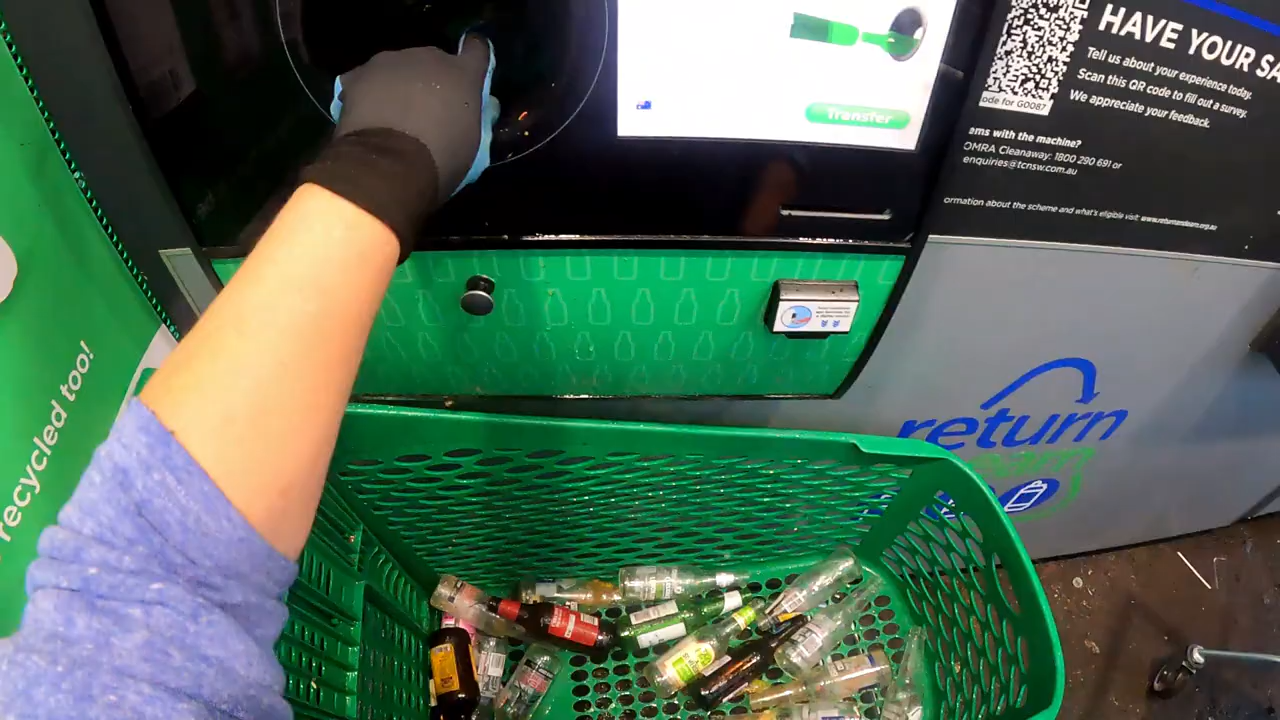 HAVE YOUR SA
Tell us about your experience today.
Scan this QR code to fill out a survey.
We appreciate your feedback.
ode for G0087
ems with the machine?
OMRA Cleanaway: 1800 290 691 or
enquiries@tcnsw.com.au
ormation about the scheme and what's eligible visit: www.returnandearn.org.au
Transfer
recycled too!
return
earn